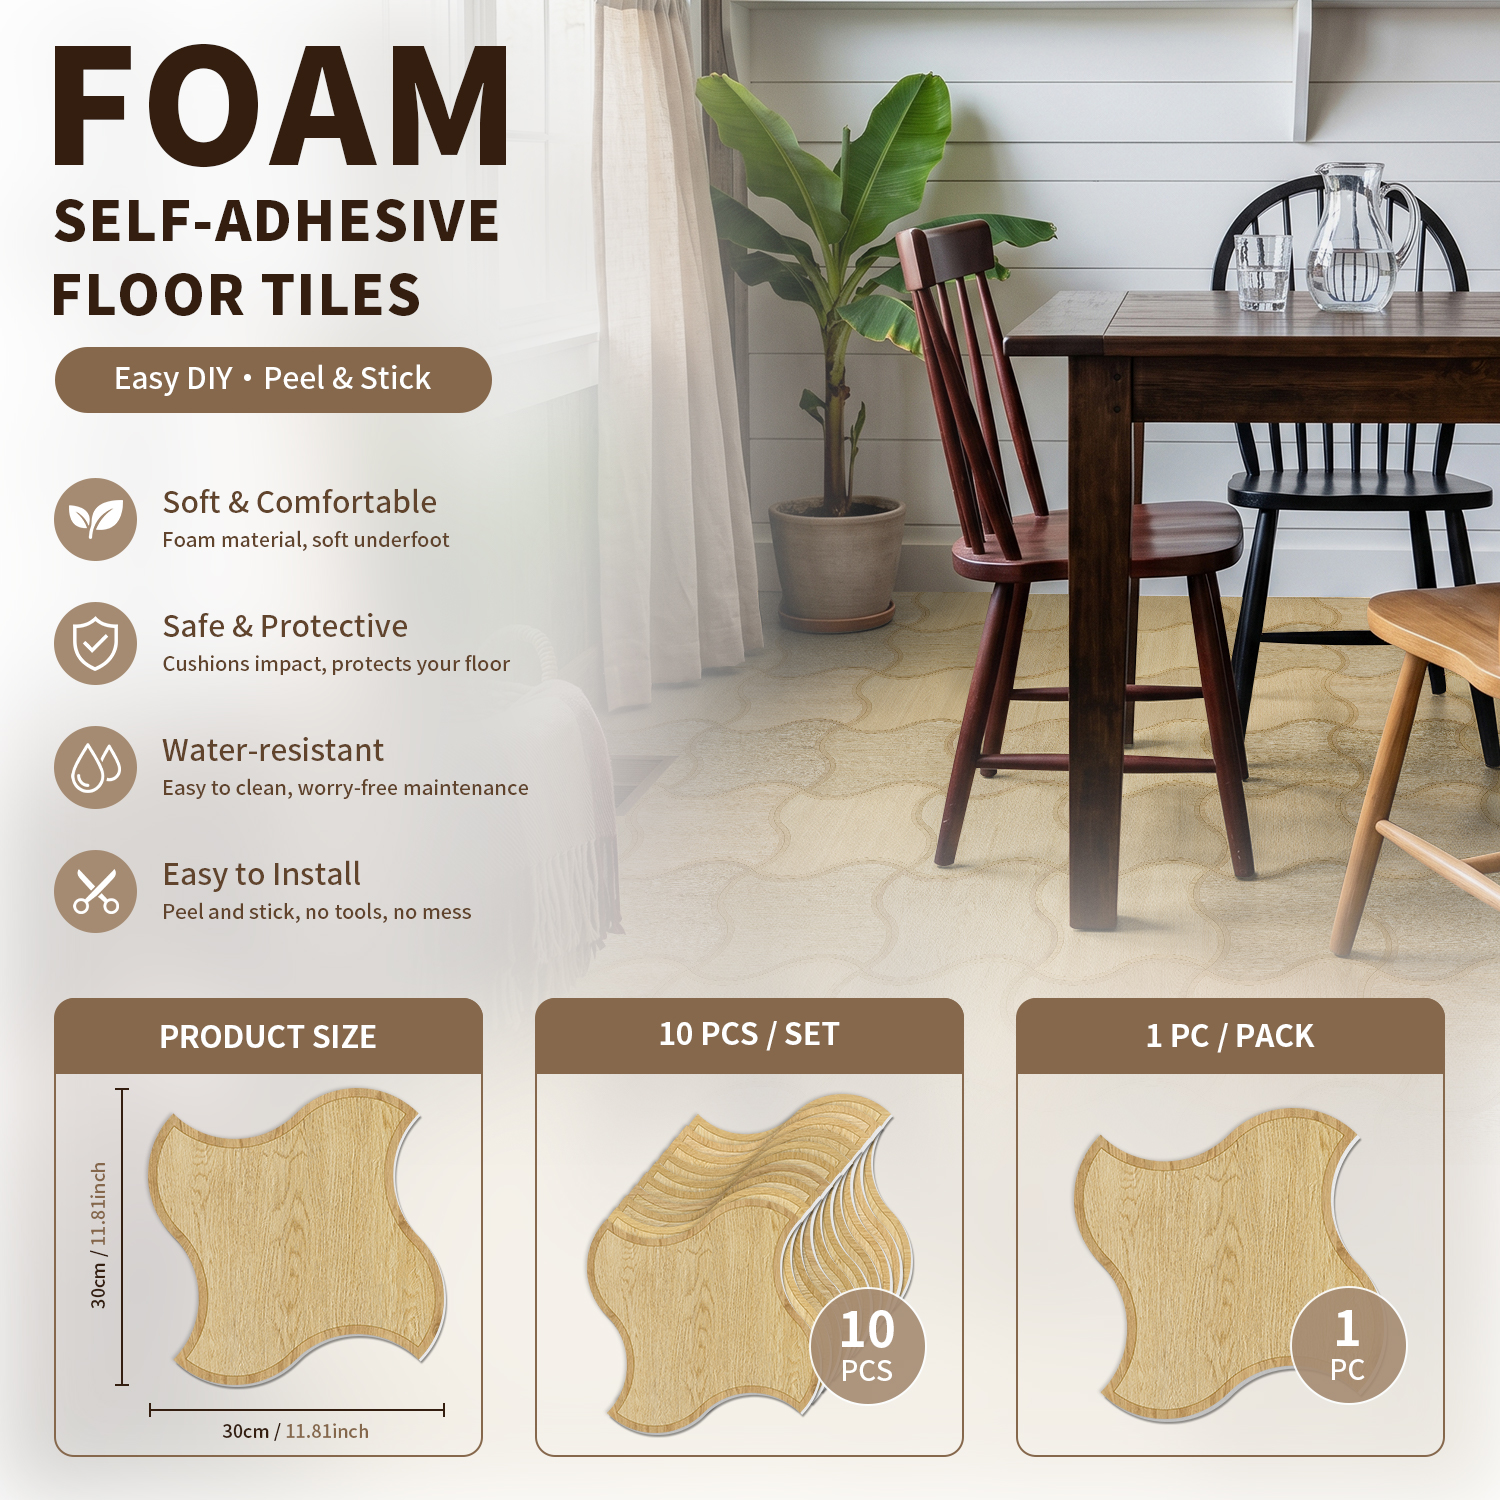 FOAM
SELF-ADHESIVE
FLOOR TILES
Easy DIY • Peel & Stick
Soft & Comfortable
Foam material, soft underfoot
Safe & Protective
Cushions impact, protects your floor
Water-resistant
Easy to clean, worry-free maintenance
Easy to Install
Peel and stick, no tools, no mess
PRODUCT SIZE
30cm / 11.81inch
30cm / 11.81inch
10 PCS / SET
10
PCS
1 PC / PACK
1
PC